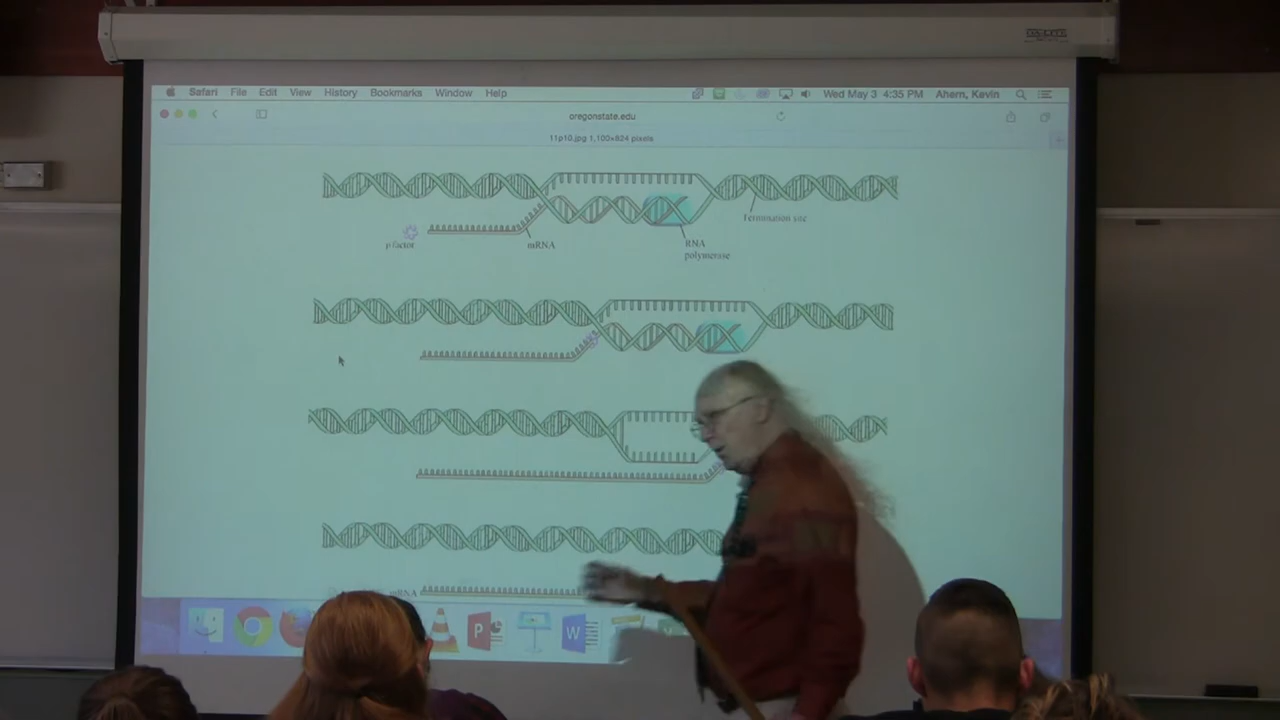 Safari File Edit View History Bookmarks Window Help Wed May 3 4:35 PM Ahern, Kevin
oregonstate.edu
11p10.jpg 1,100×824 pixels
Termination site
ρ factor
mRNA
RNA
polymerase
mRNA
P
W